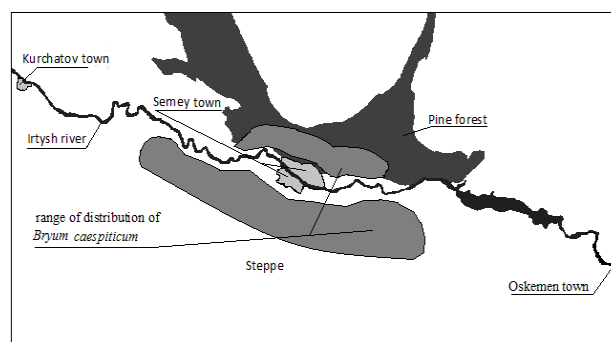 Kurchatov town
Semey town
Pine forest
Irtysh river
range of distribution of
Bryum caespiticum
Steppe
Oskemen town